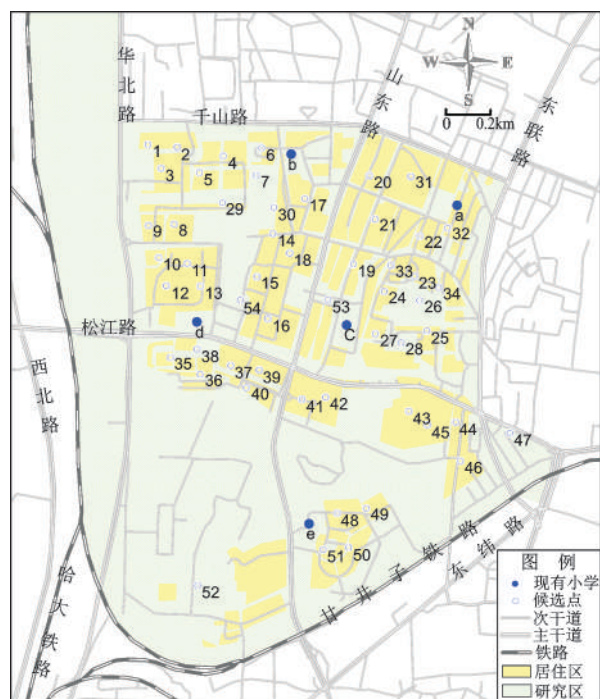 华北路
千山路
山东路
东联路
N
W E
S
0 0.2km
1 2 4 6 b
3 5 7
20 31
29 30 17
a
21 22 32
9 8
14
18
10 11
19 33
12 13
15
23
24 26 34
54 53
16
松江路
d
C
27 28 25
西北路
35 38
36 37 39
40
41 42
43 45 44 47
46
49
48
e
51 50
52
哈大铁路
甘井子铁路
东纬路
图 例
现有小学
候选点
次干道
主干道
铁路
居住区
研究区